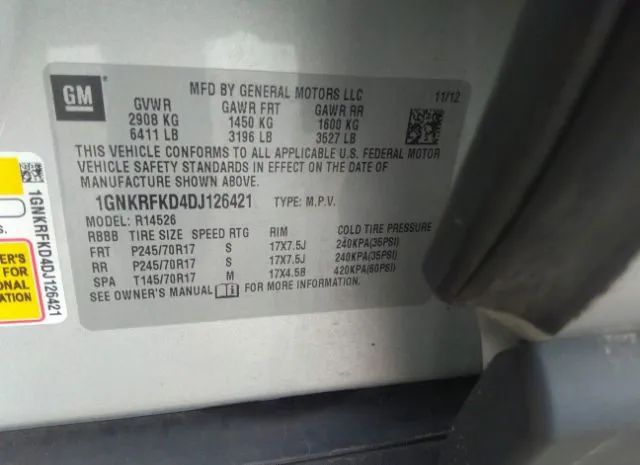 GM
MFD BY GENERAL MOTORS LLC
11/12
GVWR GAWR FRT GAWR RR
2908 KG 1450 KG 1600 KG
6411 LB 3196 LB 3527 LB
THIS VEHICLE CONFORMS TO ALL APPLICABLE U.S. FEDERAL MOTOR
VEHICLE SAFETY STANDARDS IN EFFECT ON THE DATE OF
MANUFACTURE SHOWN ABOVE.
1GNKRFKD4DJ126421 TYPE: M.P.V.
MODEL: R14526
RBBB TIRE SIZE SPEED RTG RIM COLD TIRE PRESSURE
FRT P245/70R17 S 17X7.5J 240KPA(35PSI)
RR P245/70R17 S 17X7.5J 240KPA(35PSI)
SPA T145/70R17 M 17X4.5B 420KPA(60PSI)
SEE OWNER'S MANUAL FOR MORE INFORMATION.
1GNKRFKD4DJ126421
NER'S
FOR
ONAL